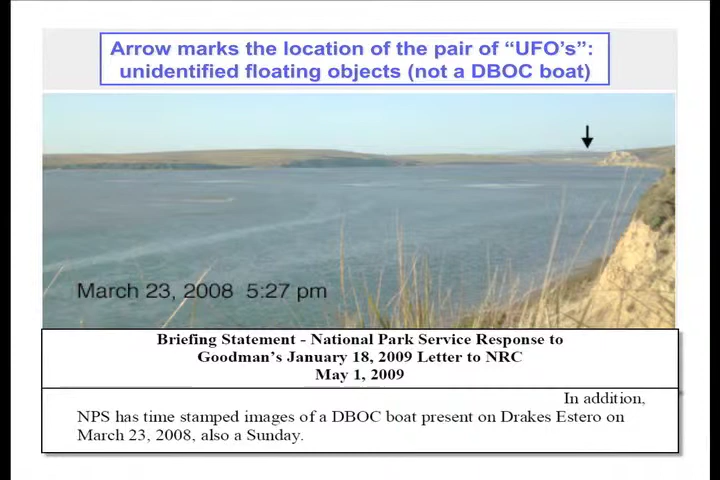 Arrow marks the location of the pair of “UFO’s”:
unidentified floating objects (not a DBOC boat)
March 23, 2008 5:27 pm
Briefing Statement - National Park Service Response to
Goodman’s January 18, 2009 Letter to NRC
May 1, 2009
In addition,
NPS has time stamped images of a DBOC boat present on Drakes Estero on
March 23, 2008, also a Sunday.